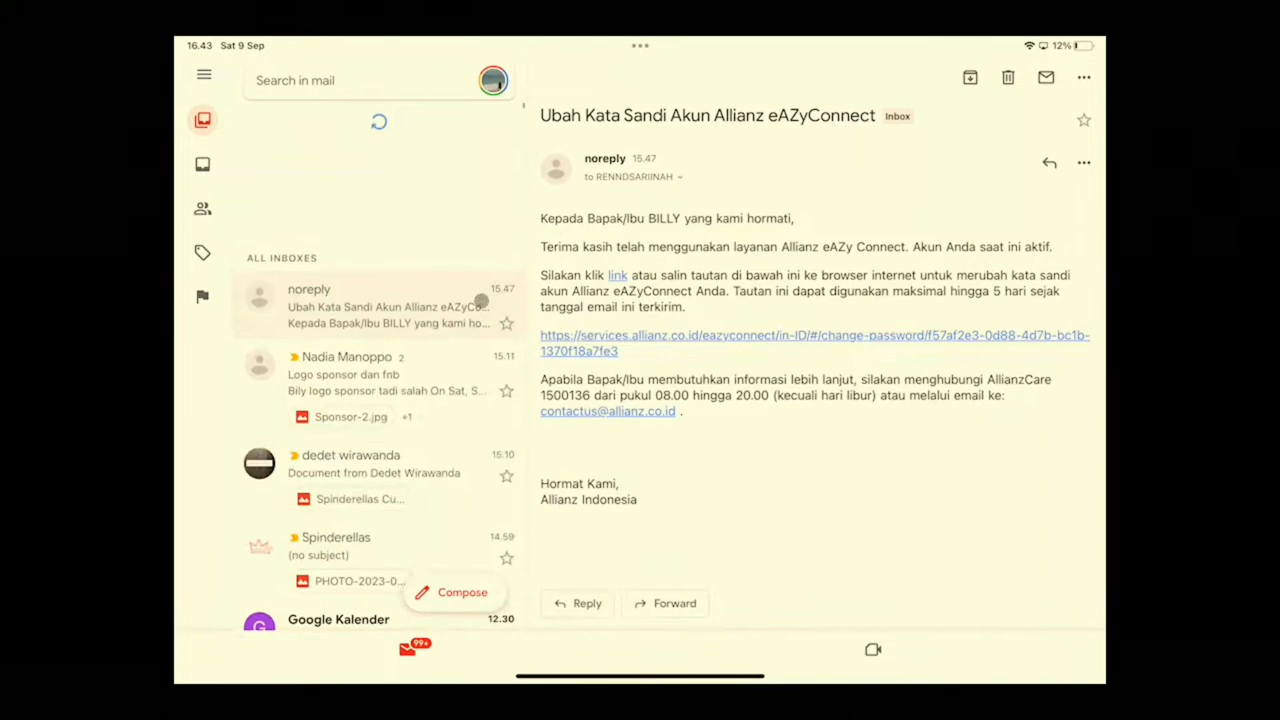 16.43 Sat 9 Sep
12%
Search in mail
ALL INBOXES
noreply 15.47
Ubah Kata Sandi Akun Allianz eAZyCo...
Kepada Bapak/Ibu BILLY yang kami ho...
Nadia Manoppo 2 15.11
Logo sponsor dan fnb
Bily logo sponsor tadi salah On Sat, S...
Sponsor-2.jpg +1
dedet wirawanda 15.10
Document from Dedet Wirawanda
Spinderellas Cu...
Spinderellas 14.59
(no subject)
PHOTO-2023-0...
Compose
G
Google Kalender 12.30
99+
Ubah Kata Sandi Akun Allianz eAZyConnect Inbox
noreply 15.47
to RENNDSARIINAH
Kepada Bapak/Ibu BILLY yang kami hormati,
Terima kasih telah menggunakan layanan Allianz eAZy Connect. Akun Anda saat ini aktif.
Silakan klik link atau salin tautan di bawah ini ke browser internet untuk merubah kata sandi
akun Allianz eAZyConnect Anda. Tautan ini dapat digunakan maksimal hingga 5 hari sejak
tanggal email ini terkirim.
https://services.allianz.co.id/eazyconnect/in-ID/#/change-password/f57af2e3-0d88-4d7b-bc1b-
1370f18a7fe3
Apabila Bapak/Ibu membutuhkan informasi lebih lanjut, silakan menghubungi AllianzCare
1500136 dari pukul 08.00 hingga 20.00 (kecuali hari libur) atau melalui email ke:
contactus@allianz.co.id .
Hormat Kami,
Allianz Indonesia
Reply
Forward